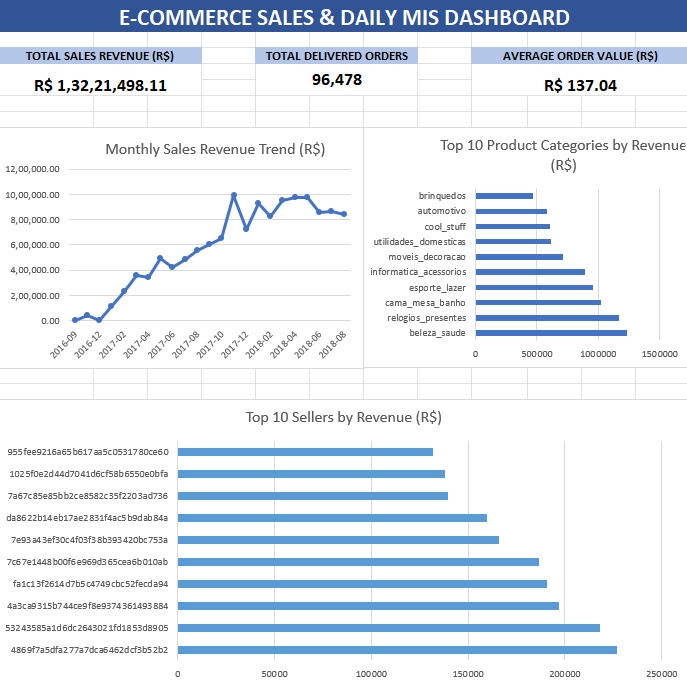 E-COMMERCE SALES & DAILY MIS DASHBOARD
TOTAL SALES REVENUE (R$)
TOTAL DELIVERED ORDERS
AVERAGE ORDER VALUE (R$)
R$ 1,32,21,498.11
96,478
R$ 137.04
Monthly Sales Revenue Trend (R$)
12,00,000.00
10,00,000.00
8,00,000.00
6,00,000.00
4,00,000.00
2,00,000.00
0.00
2016-09
2016-12
2017-02
2017-04
2017-06
2017-08
2017-10
2017-12
2018-02
2018-04
2018-06
2018-08
Top 10 Product Categories by Revenue
(R$)
brinquedos
automotivo
cool_stuff
utilidades_domesticas
moveis_decoracao
informatica_acessorios
esporte_lazer
cama_mesa_banho
relogios_presentes
beleza_saude
0
500000
1000000
1500000
Top 10 Sellers by Revenue (R$)
955fee9216a65b617aa5c0531780ce60
1025f0e2d44d7041d6cf58b6550e0bfa
7a67c85e85bb2ce8582c35f2203ad736
da8622b14eb17ae2831f4ac5b9dab84a
7e93a43ef30c4f03f38b393420bc753a
7c67e1448b00f6e969d365cea6b010ab
fa1c13f2614d7b5c4749cbc52fecda94
4a3ca9315b744ce9f8e9374361493884
53243585a1d6dc2643021fd1853d8905
4869f7a5dfa277a7dca6462dcf3b52b2
0
50000
100000
150000
200000
250000